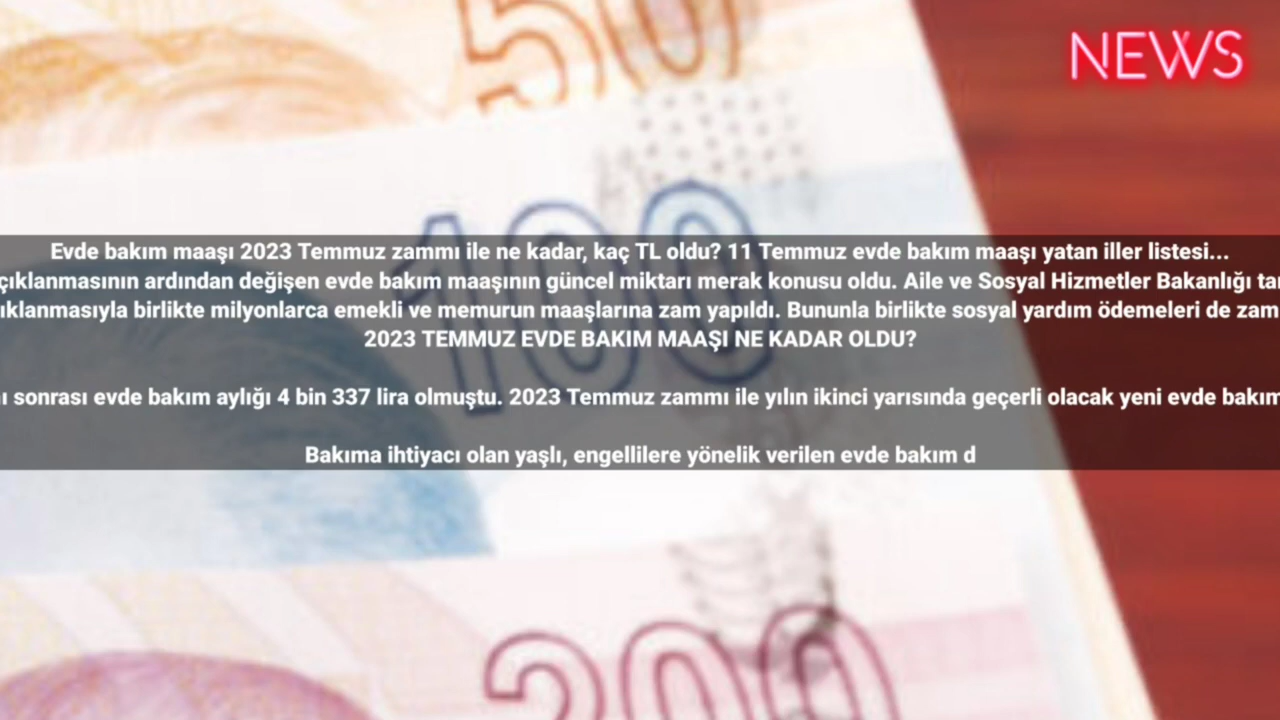 50
NEWS
100
Evde bakım maaşı 2023 Temmuz zammı ile ne kadar, kaç TL oldu? 11 Temmuz evde bakım maaşı yatan iller listesi...
çıklanmasının ardından değişen evde bakım maaşının güncel miktarı merak konusu oldu. Aile ve Sosyal Hizmetler Bakanlığı
ıklanmasıyla birlikte milyonlarca emekli ve memurun maaşlarına zam yapıldı. Bununla birlikte sosyal yardım ödemeleri de zam
2023 TEMMUZ EVDE BAKIM MAAŞI NE KADAR OLDU?
sonrası evde bakım aylığı 4 bin 337 lira olmuştu. 2023 Temmuz zammı ile yılın ikinci yarısında geçerli olacak yeni evde bakım
Bakıma ihtiyacı olan yaşlı, engellilere yönelik verilen evde bakım d
200